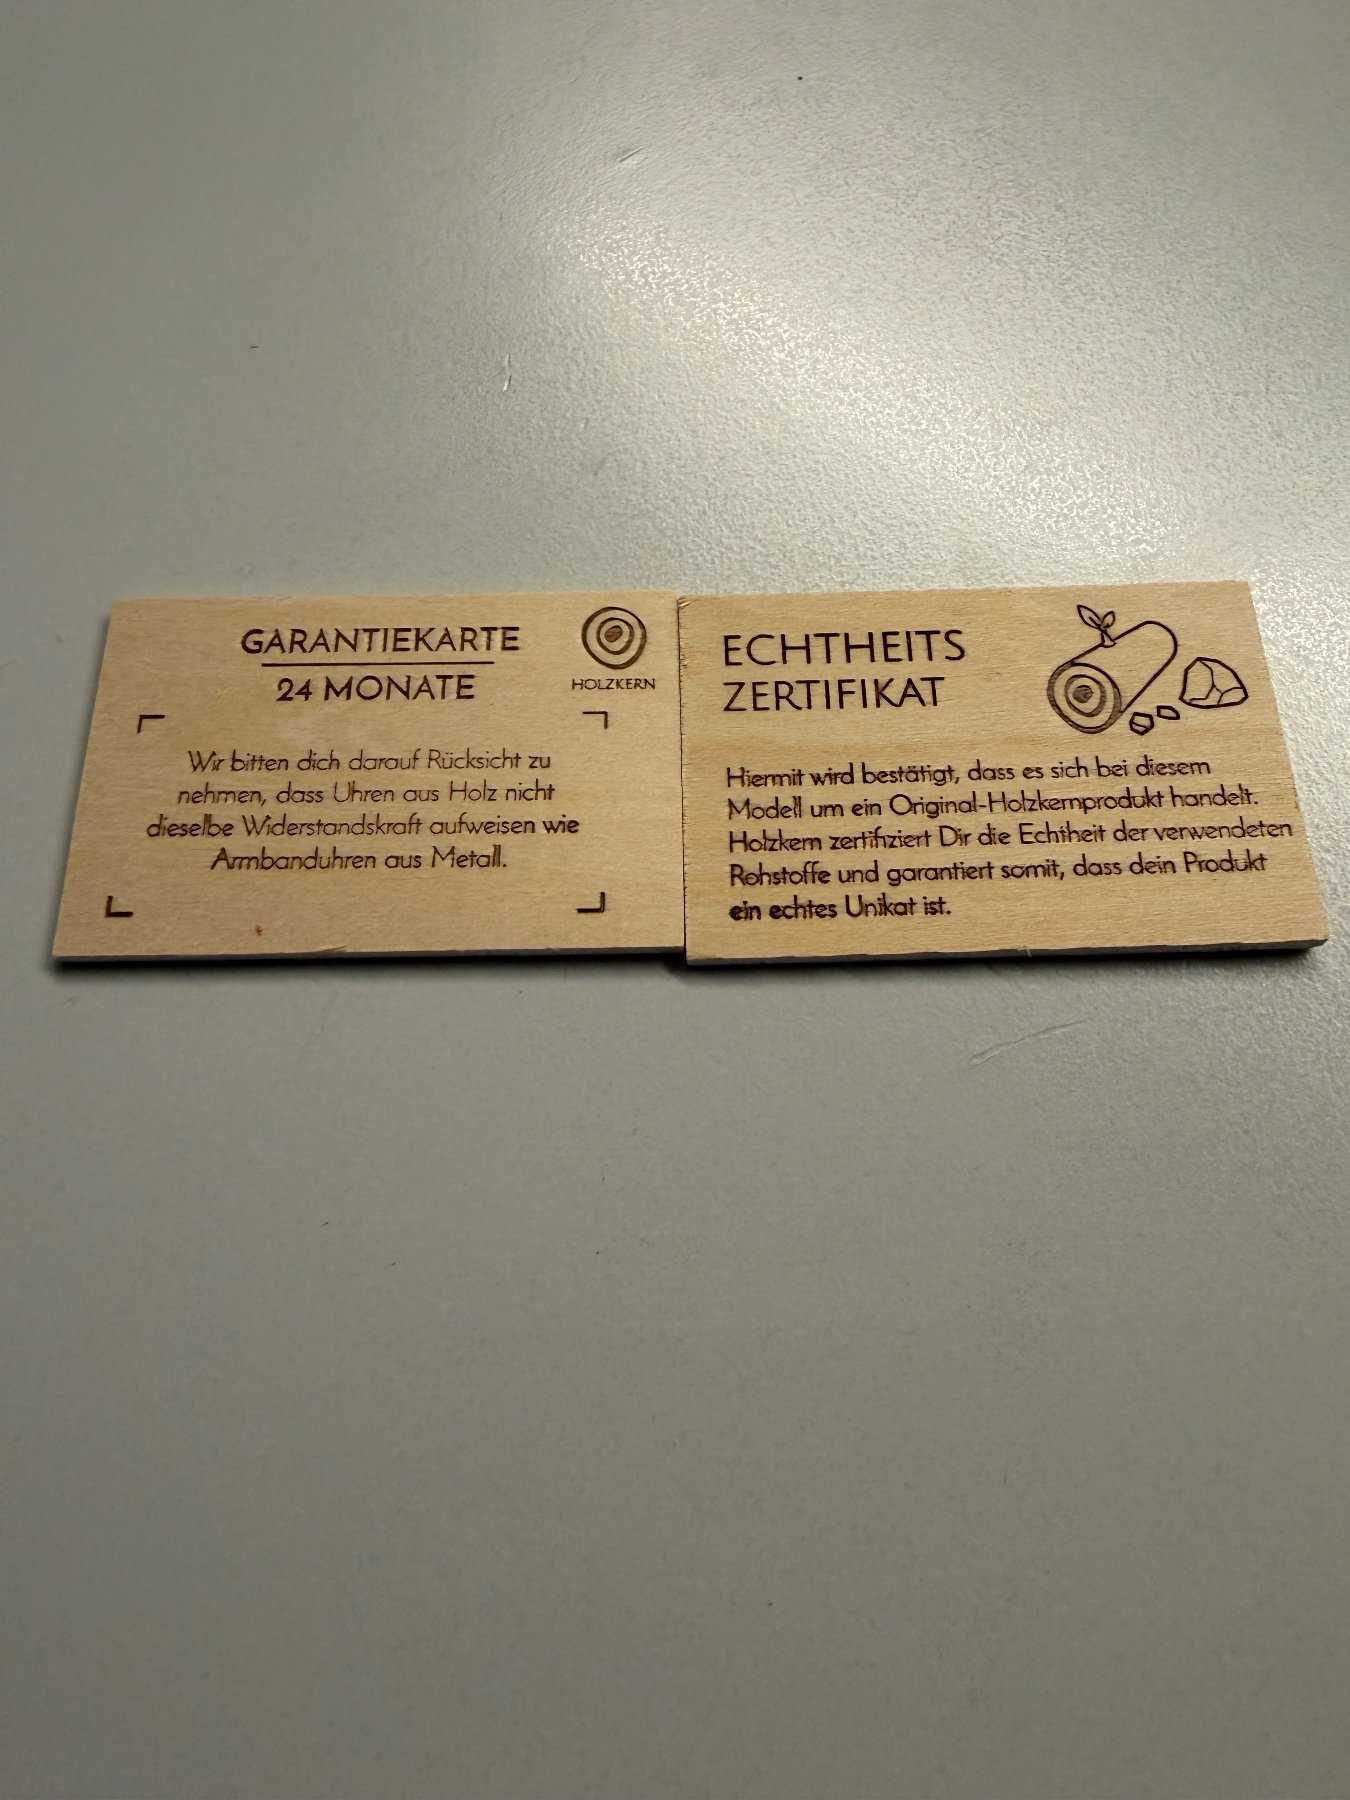 GARANTIEKARTE
24 MONATE
HOLZKERN
Wir bitten dich darauf Rücksicht zu
nehmen, dass Uhren aus Holz nicht
dieselbe Widerstandskraft aufweisen wie
Armbanduhren aus Metall.
ECHTHEITS
ZERTIFIKAT
Hiermit wird bestätigt, dass es sich bei diesem
Modell um ein Original-Holzkernprodukt handelt.
Holzkern zertifiziert Dir die Echtheit der verwendeten
Rohstoffe und garantiert somit, dass dein Produkt
ein echtes Unikat ist.